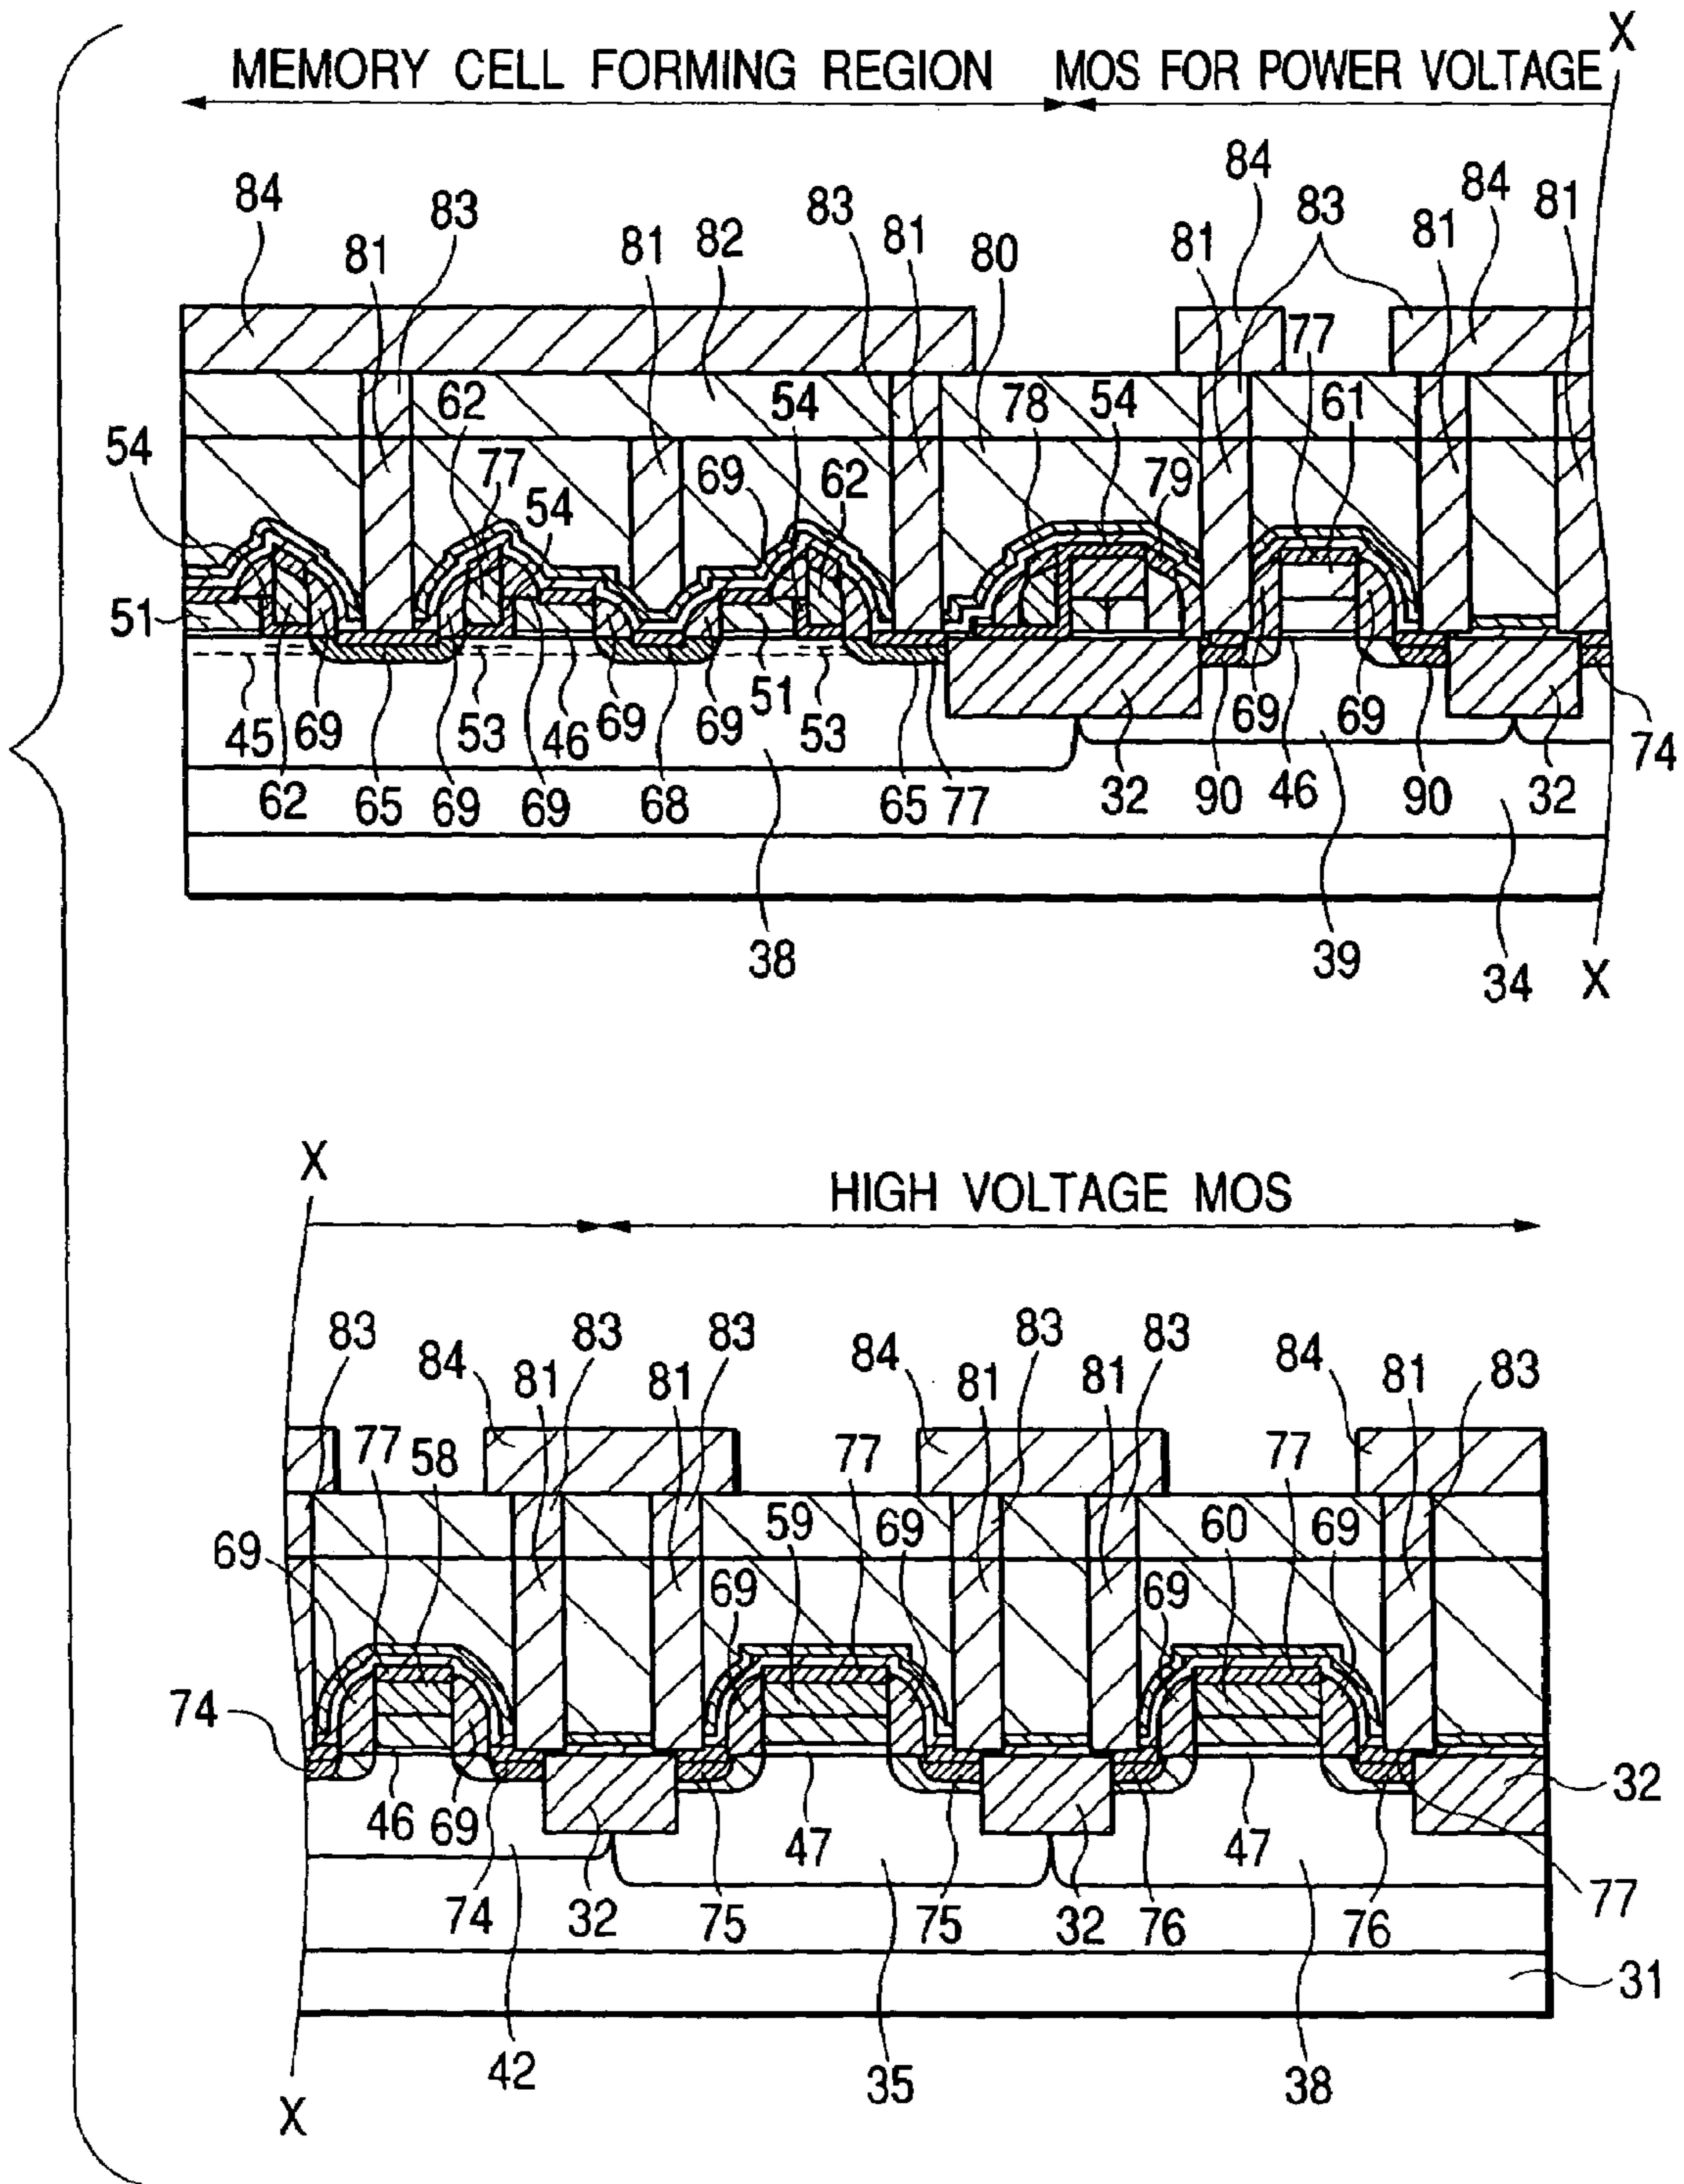 X
MEMORY CELL FORMING REGION MOS FOR POWER VOLTAGE
84 83 84
84 83 83 81 81
81 81 82 81 80 81 81
77
62 54 78 54 61
54 77 54 69 62 79
51
45 69 53 46 69 69 51 53 69 69 74
62 65 69 69 68 65 77 32 90 46 90 32
38 39 34 X
X
HIGH VOLTAGE MOS
83 83 83 84 83 83 84
84 81 81 81 81 81 83
77 58 77 77
69 59 69 60 69
69 69
74
46 69 47 47 32
74 32 75 75 32 76 76 77
31
42 35 38
X